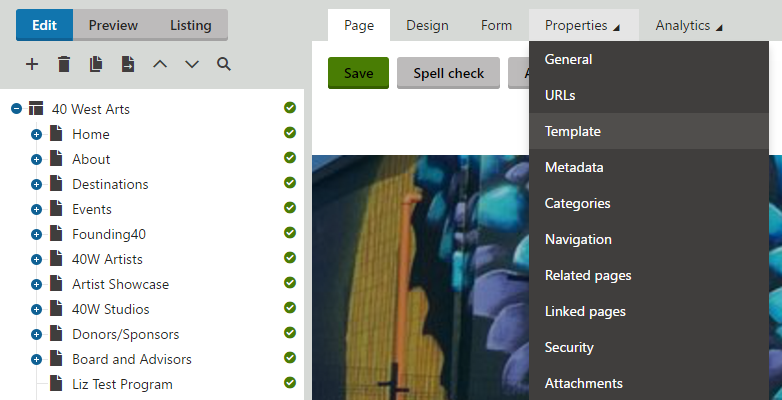 Edit Preview Listing
Page Design Form Properties Analytics
Save Spell check A
General
URLs
Template
Metadata
Categories
Navigation
Related pages
Linked pages
Security
Attachments
40 West Arts
Home
About
Destinations
Events
Founding40
40W Artists
Artist Showcase
40W Studios
Donors/Sponsors
Board and Advisors
Liz Test Program